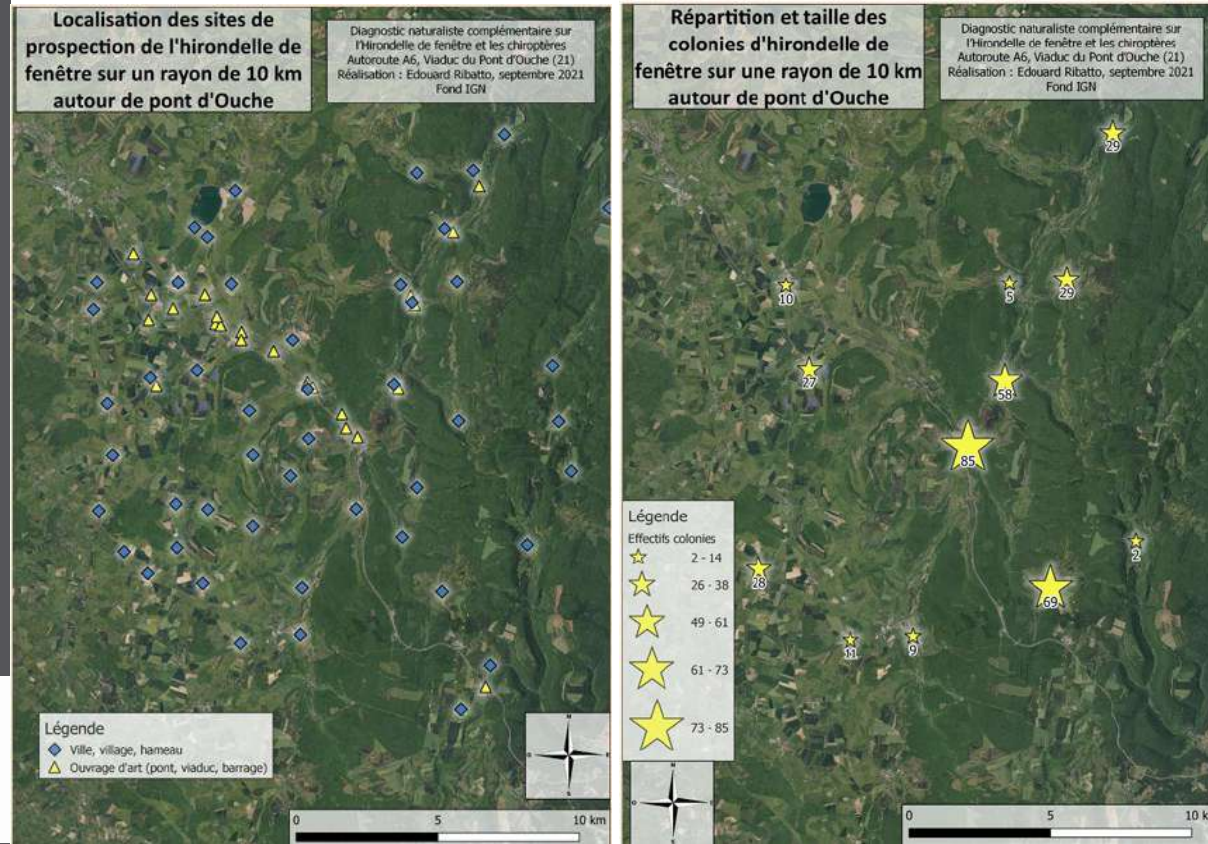 Localisation des sites de
prospection de l'hirondelle de
fenêtre sur un rayon de 10 km
autour de pont d'Ouche
Diagnostic naturaliste complémentaire sur
l'Hirondelle de fenêtre et les chiroptères
Autoroute A6, Viaduc du Pont d'Ouche (21)
Réalisation : Edouard Ribatto, septembre 2021
Fond IGN
Légende
Ville, village, hameau
Ouvrage d'art (pont, viaduc, barrage)
N
O
E
S
0 5 10 km
Répartition et taille des
colonies d'hirondelle de
fenêtre sur une rayon de 10 km
autour de pont d'Ouche
Diagnostic naturaliste complémentaire sur
l'Hirondelle de fenêtre et les chiroptères
Autoroute A6, Viaduc du Pont d'Ouche (21)
Réalisation : Edouard Ribatto, septembre 2021
Fond IGN
29
10
5
29
27
58
85
2
28
69
11
9
Légende
Effectifs colonies
2 - 14
26 - 38
49 - 61
61 - 73
73 - 85
N
O
E
S
0 5 10 k